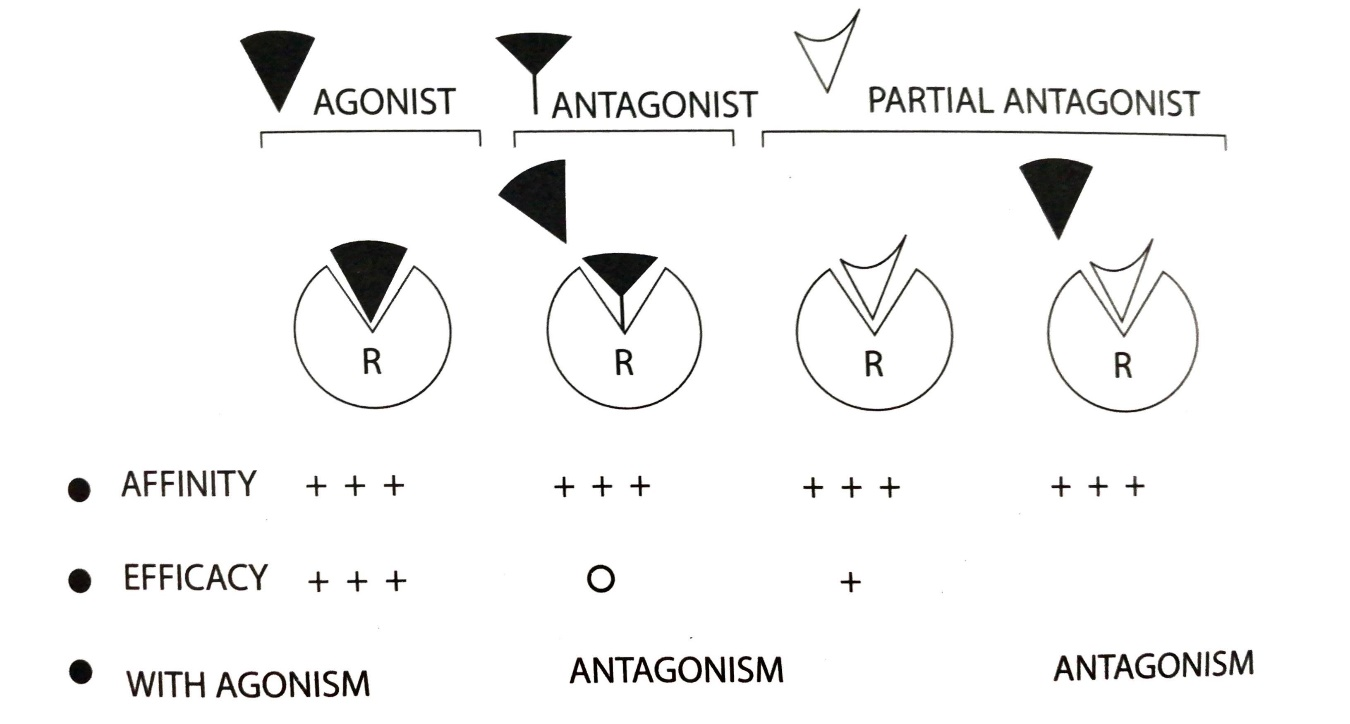 AGONIST ANTAGONIST PARTIAL ANTAGONIST
R R R R
● AFFINITY + + + + + + + + + + + +
● EFFICACY + + + O +
● WITH AGONISM ANTAGONISM ANTAGONISM